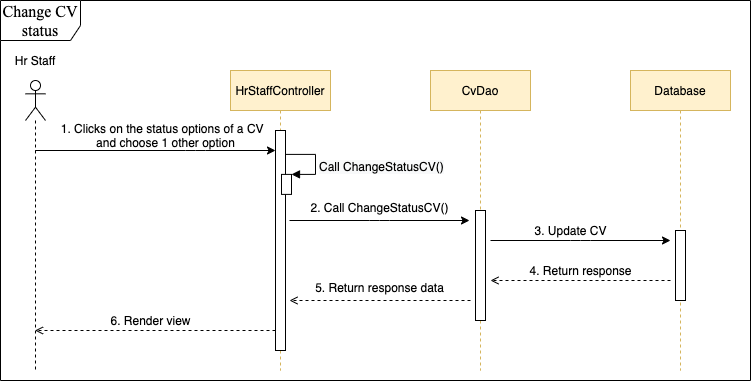 Change CV
status
Hr Staff
HrStaffController
CvDao
Database
1. Clicks on the status options of a CV
and choose 1 other option
Call ChangeStatusCV()
2. Call ChangeStatusCV()
3. Update CV
4. Return response
5. Return response data
6. Render view